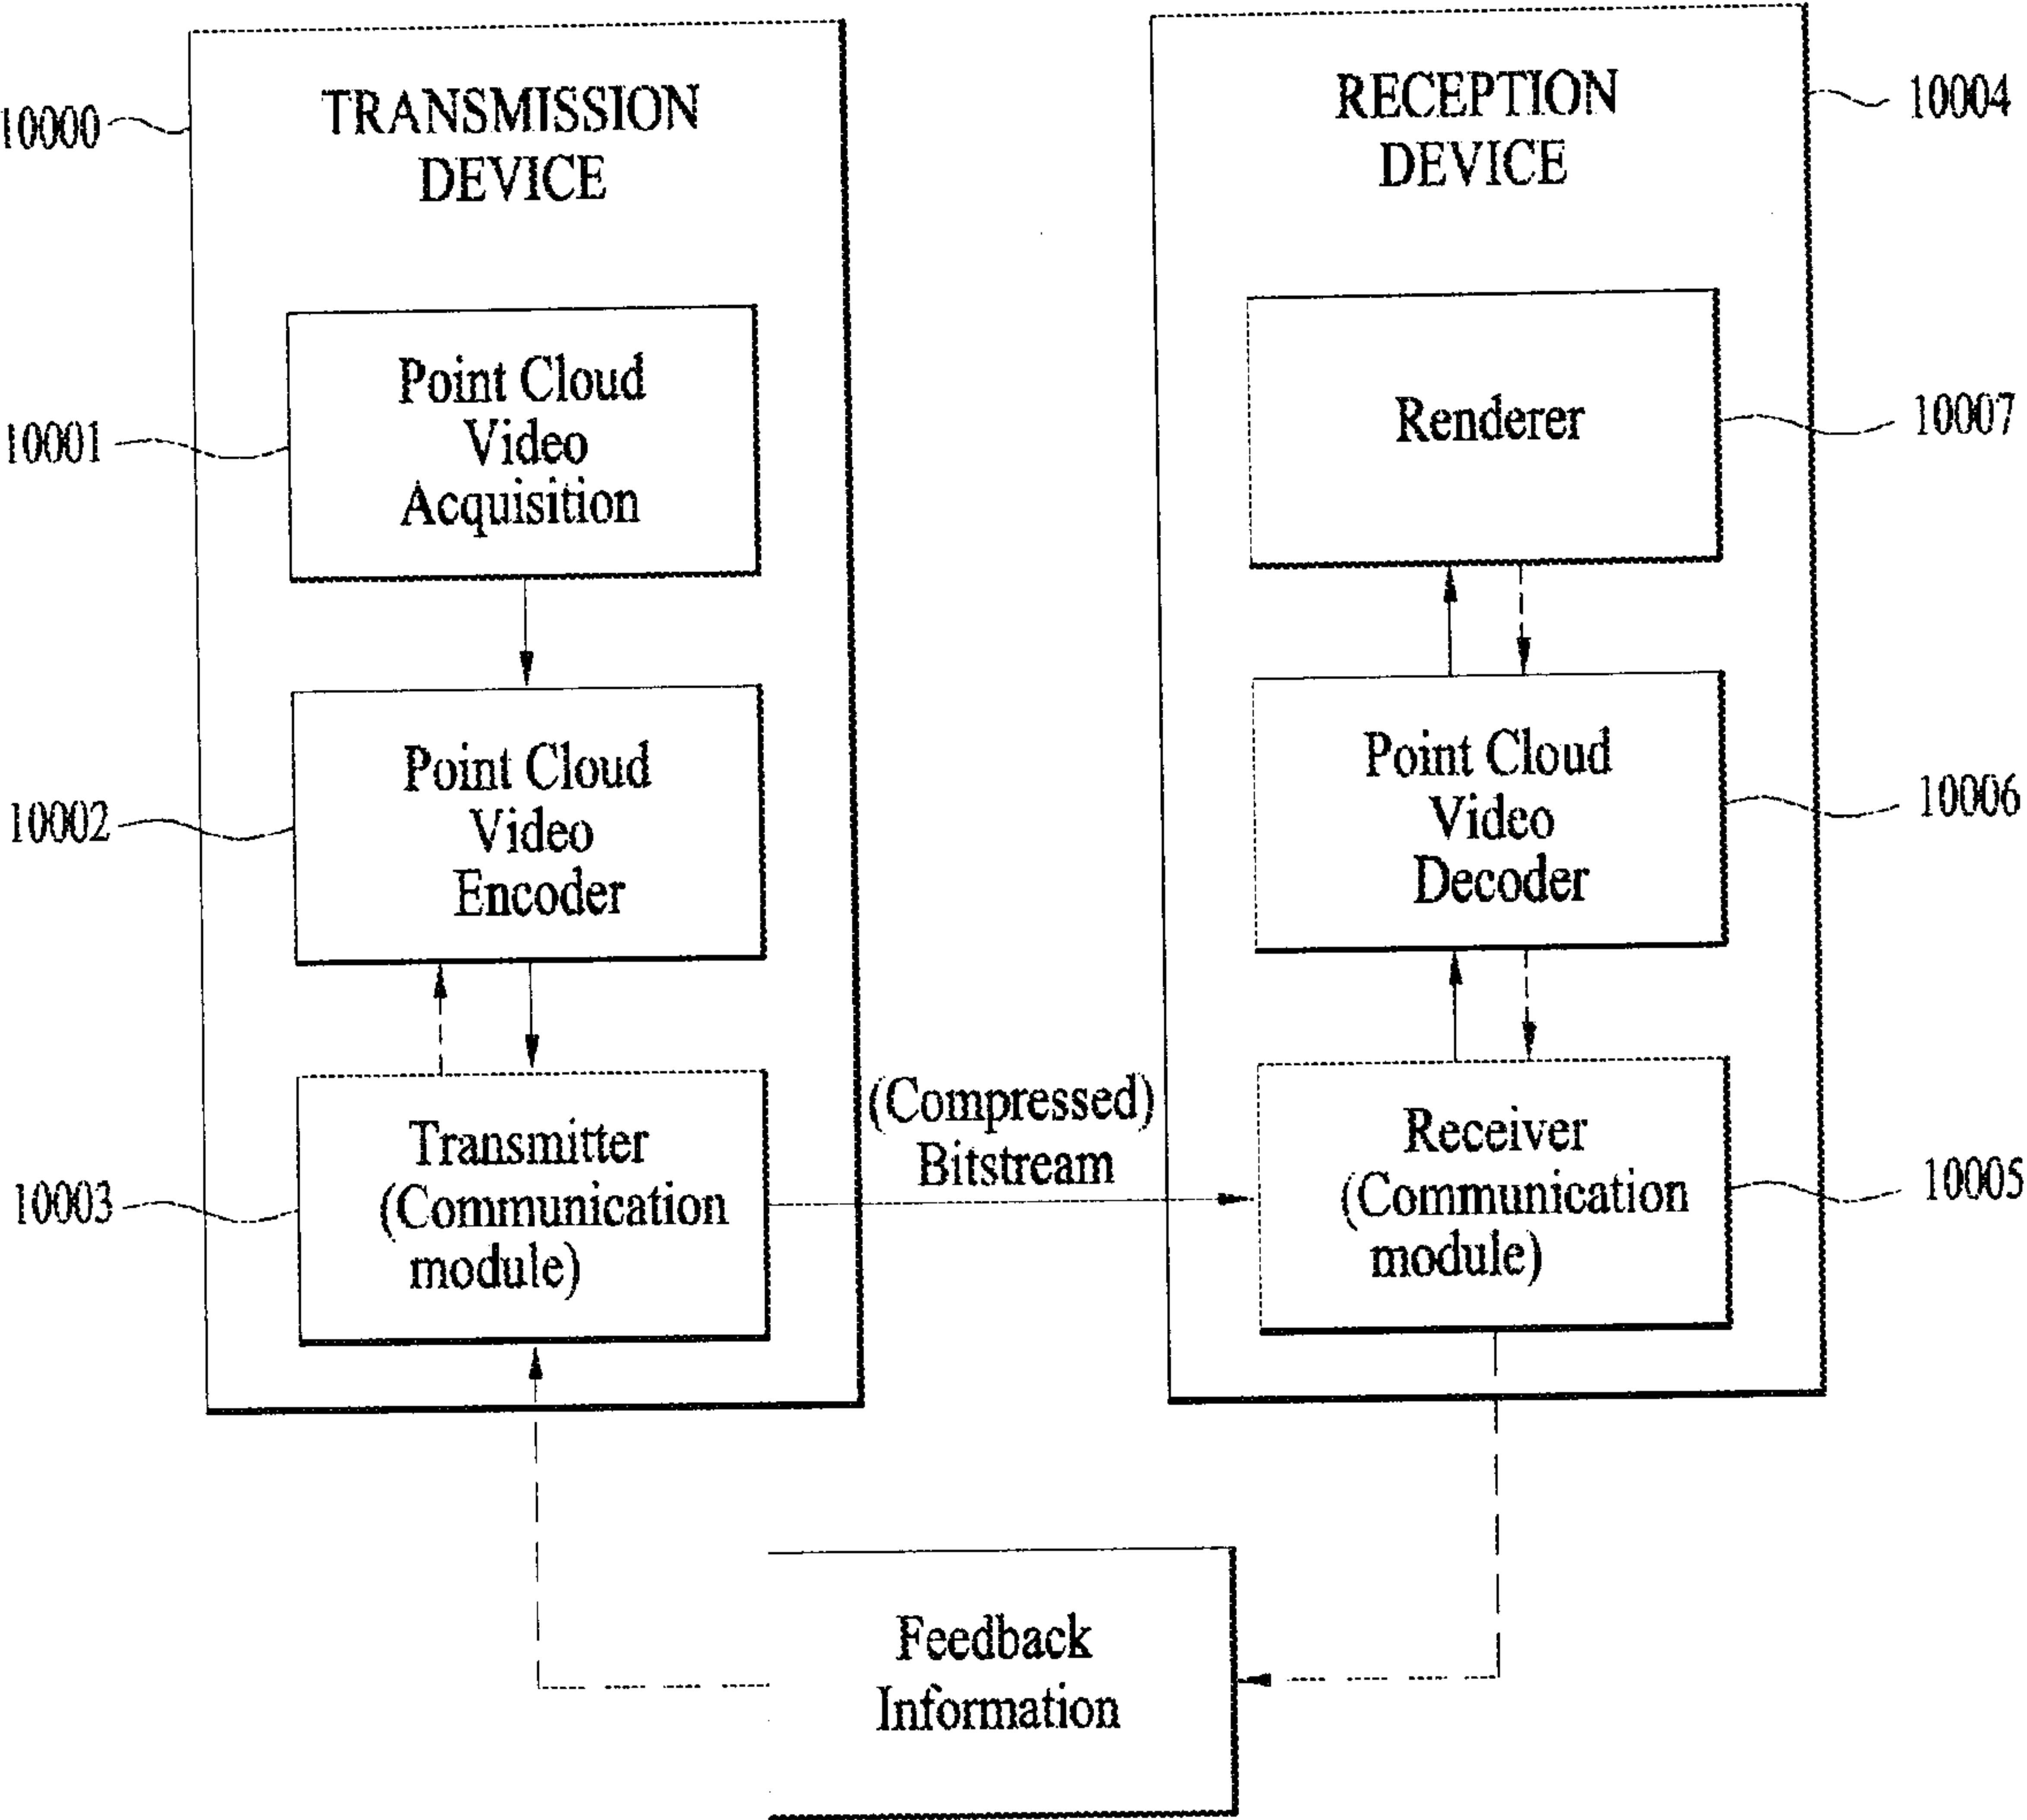 10000
TRANSMISSION
DEVICE
10001
Point Cloud
Video
Acquisition
10002
Point Cloud
Video
Encoder
10003
Transmitter
(Communication
module)
(Compressed)
Bitstream
RECEPTION
DEVICE
10004
Renderer
10007
Point Cloud
Video
Decoder
10006
Receiver
(Communication
module)
10005
Feedback
Information